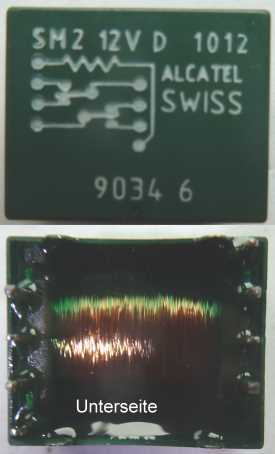 SM2 12V D 1012
ALCATEL
SWISS
9034 6
Unterseite